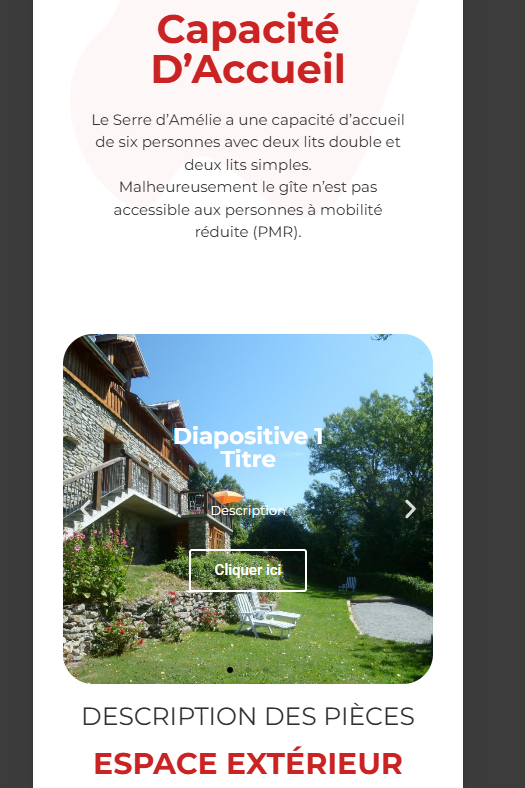 Capacité
D’Accueil
Le Serre d’Amélie a une capacité d’accueil
de six personnes avec deux lits double et
deux lits simples.
Malheureusement le gîte n’est pas
accessible aux personnes à mobilité
réduite (PMR).
Diapositive 1
Titre
Description
Cliquer ici
DESCRIPTION DES PIÈCES
ESPACE EXTÉRIEUR